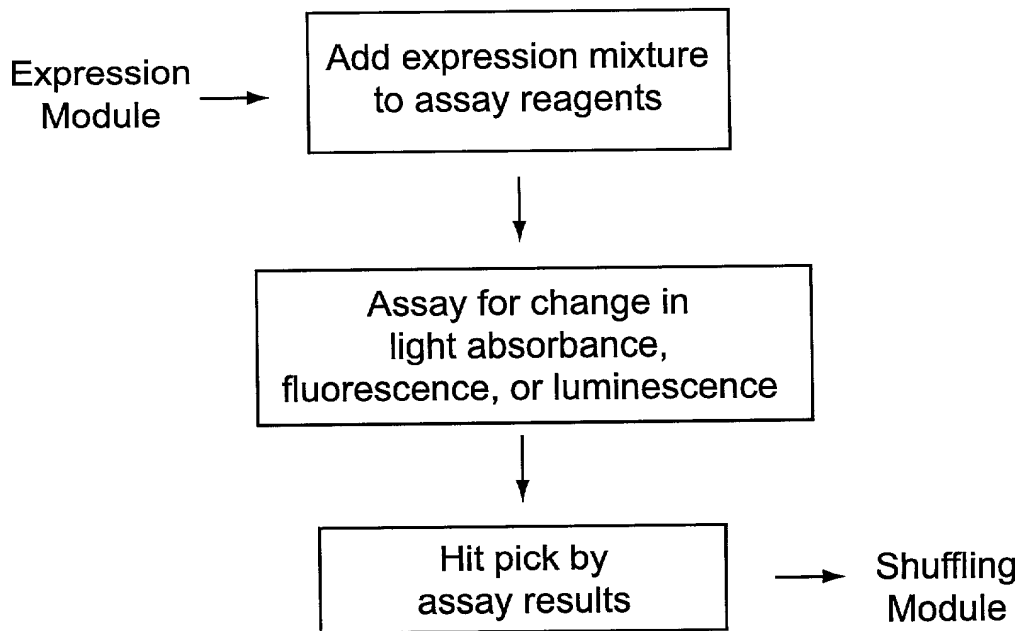 Expression
Module
Add expression mixture
to assay reagents
Assay for change in
light absorbance,
fluorescence, or luminescence
Hit pick by
assay results
Shuffling
Module